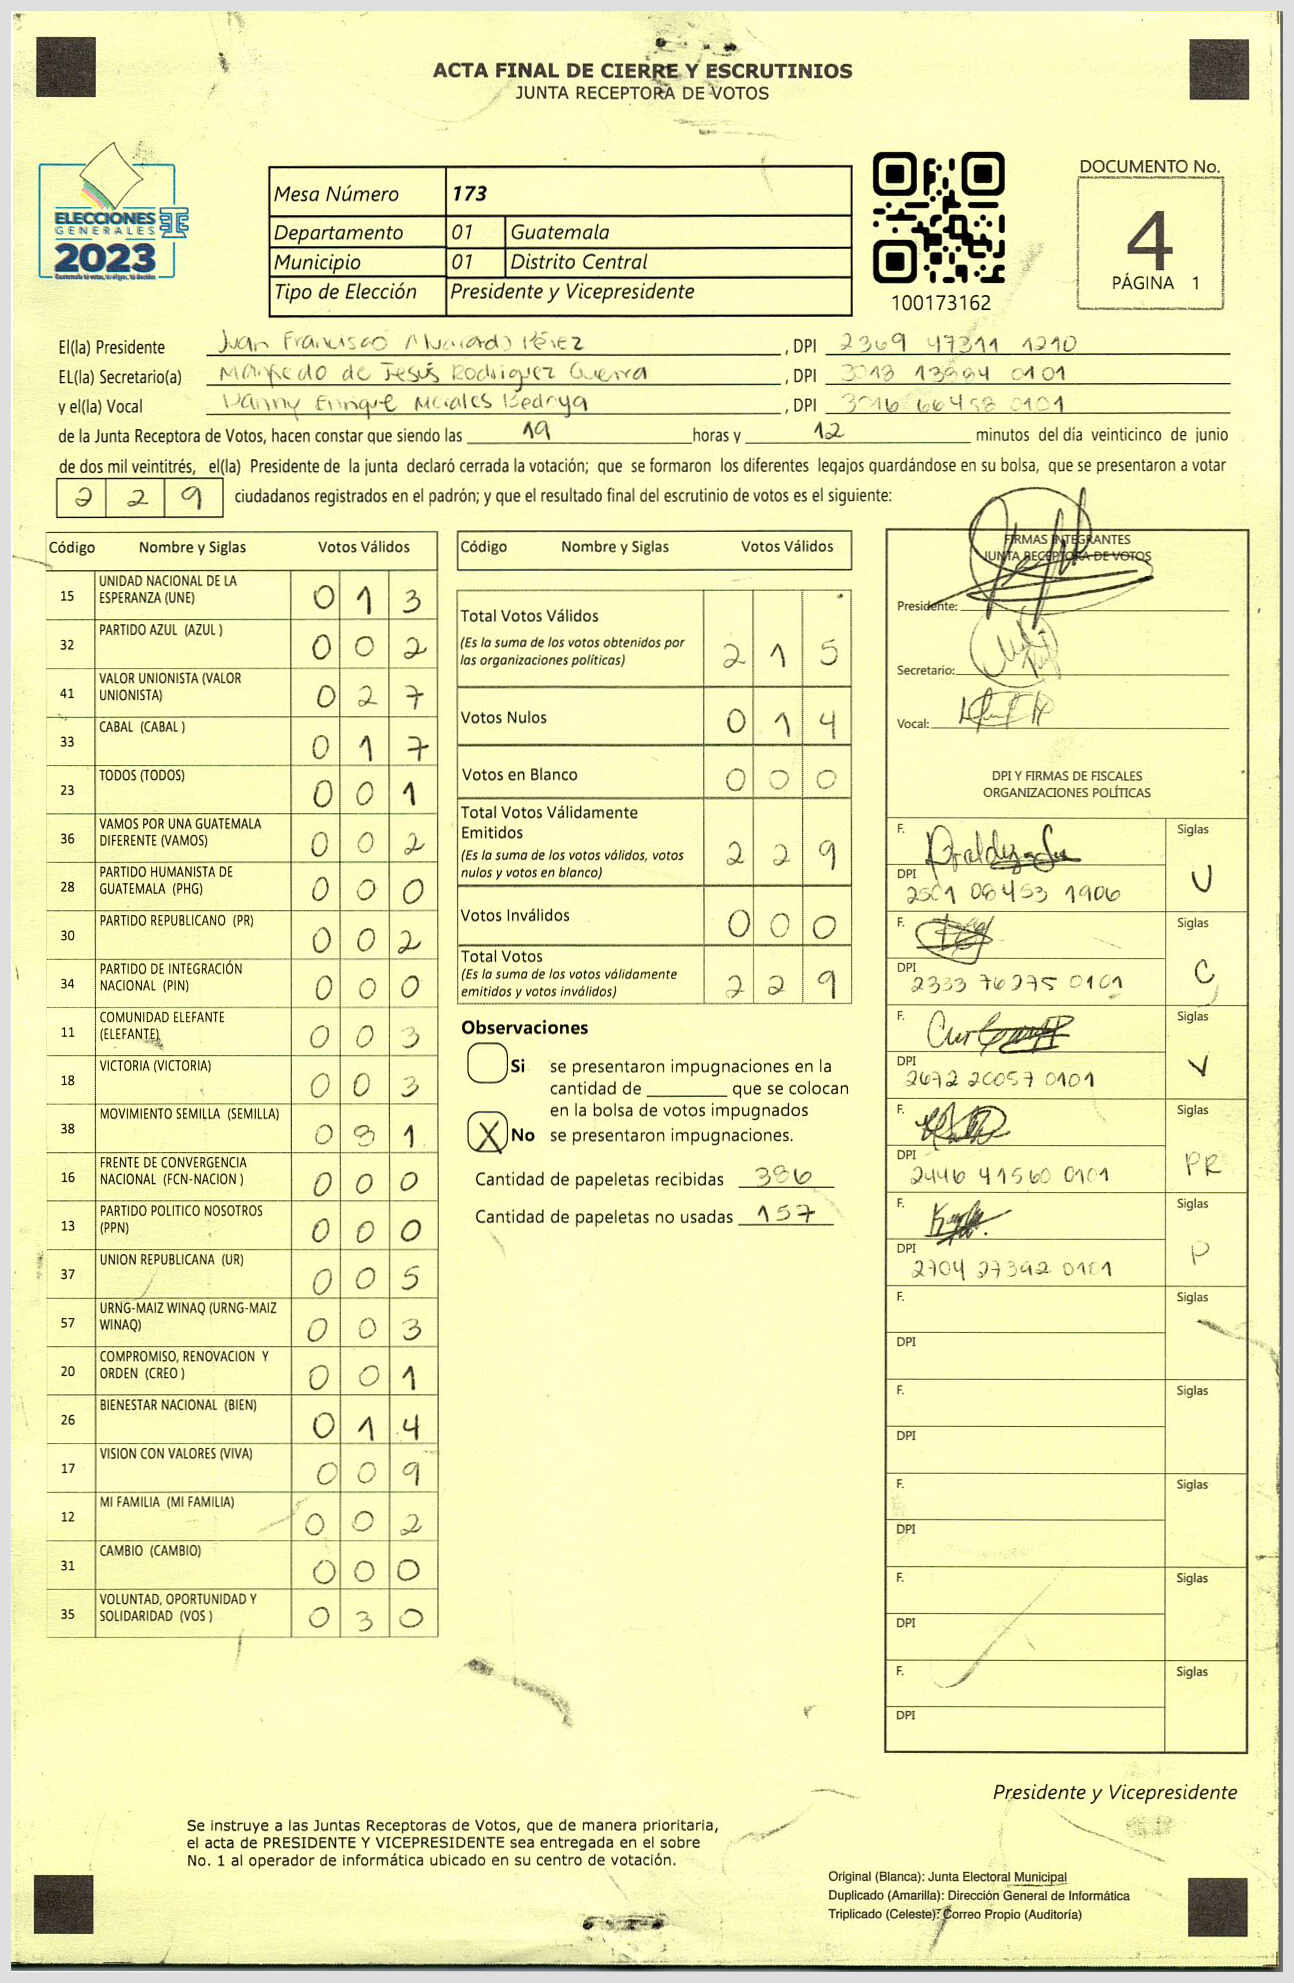 ACTA FINAL DE CIERRE Y ESCRUTINIOS
JUNTA RECEPTORA DE VOTOS
ELECCIONES
GENERALES
2023
Mesa Número 173
Departamento 01 Guatemala
Municipio 01 Distrito Central
Tipo de Elección Presidente y Vicepresidente
100173162
DOCUMENTO No.
4
PÁGINA 1
El(la) Presidente Juan Francisco Alvarado Pérez , DPI 2369 47311 1210
EL(la) Secretario(a) Manfredo de Jesús Rodriguez Guerra , DPI 0101
y el(la) Vocal Danny Enrique Morales , DPI 3016 66458 0101
de la Junta Receptora de Votos, hacen constar que siendo las 19 horas y 12 minutos del día veinticinco de junio
de dos mil veintitrés, el(la) Presidente de la junta declaró cerrada la votación; que se formaron los diferentes legajos guardándose en su bolsa, que se presentaron a votar
2 2 9 ciudadanos registrados en el padrón; y que el resultado final del escrutinio de votos es el siguiente:
Código Nombre y Siglas Votos Válidos
15 UNIDAD NACIONAL DE LA ESPERANZA (UNE) 0 1 3
32 PARTIDO AZUL (AZUL ) 0 0 2
41 VALOR UNIONISTA (VALOR UNIONISTA) 0 2 7
33 CABAL (CABAL ) 0 1 7
23 TODOS (TODOS) 0 0 1
36 VAMOS POR UNA GUATEMALA DIFERENTE (VAMOS) 0 0 2
28 PARTIDO HUMANISTA DE GUATEMALA (PHG) 0 0 0
30 PARTIDO REPUBLICANO (PR) 0 0 2
34 PARTIDO DE INTEGRACIÓN NACIONAL (PIN) 0 0 0
11 COMUNIDAD ELEFANTE (ELEFANTE) 0 0 3
18 VICTORIA (VICTORIA) 0 0 3
38 MOVIMIENTO SEMILLA (SEMILLA) 0 8 1
16 FRENTE DE CONVERGENCIA NACIONAL (FCN-NACION ) 0 0 0
13 PARTIDO POLITICO NOSOTROS (PPN) 0 0 0
37 UNION REPUBLICANA (UR) 0 0 5
57 URNG-MAIZ WINAQ (URNG-MAIZ WINAQ) 0 0 3
20 COMPROMISO, RENOVACION Y ORDEN (CREO ) 0 0 1
26 BIENESTAR NACIONAL (BIEN) 0 1 4
17 VISION CON VALORES (VIVA) 0 0 9
12 MI FAMILIA (MI FAMILIA) 0 0 2
31 CAMBIO (CAMBIO) 0 0 0
35 VOLUNTAD, OPORTUNIDAD Y SOLIDARIDAD (VOS ) 0 3 0
Código Nombre y Siglas Votos Válidos
Total Votos Válidos 2 1 5
(Es la suma de los votos obtenidos por
las organizaciones políticas)
Votos Nulos 0 1 4
Votos en Blanco 0 0 0
Total Votos Válidamente
Emitidos 2 2 9
(Es la suma de los votos válidos, votos
nulos y votos en blanco)
Votos Inválidos 0 0 0
Total Votos 2 2 9
(Es la suma de los votos válidamente
emitidos y votos inválidos)
Observaciones
Si se presentaron impugnaciones en la
cantidad de ________ que se colocan
en la bolsa de votos impugnados
X No se presentaron impugnaciones.
Cantidad de papeletas recibidas 386
Cantidad de papeletas no usadas 157
FIRMAS INTEGRANTES
JUNTA RECEPTORA DE VOTOS
Presidente:
Secretario:
Vocal:
DPI Y FIRMAS DE FISCALES
ORGANIZACIONES POLÍTICAS
F. Siglas
DPI 2501 08453 1906 U
F. Siglas
DPI 2333 76275 0101 C
F. Siglas
DPI 2672 20057 0101 V
F. Siglas
DPI 2446 41560 0101 PR
F. Siglas
DPI 2704 27392 0101 P
F. Siglas
DPI
F. Siglas
DPI
F. Siglas
DPI
F. Siglas
DPI
F. Siglas
DPI
Presidente y Vicepresidente
Se instruye a las Juntas Receptoras de Votos, que de manera prioritaria,
el acta de PRESIDENTE Y VICEPRESIDENTE sea entregada en el sobre
No. 1 al operador de informática ubicado en su centro de votación.
Original (Blanca): Junta Electoral Municipal
Duplicado (Amarilla): Dirección General de Informática
Triplicado (Celeste): Correo Propio (Auditoría)